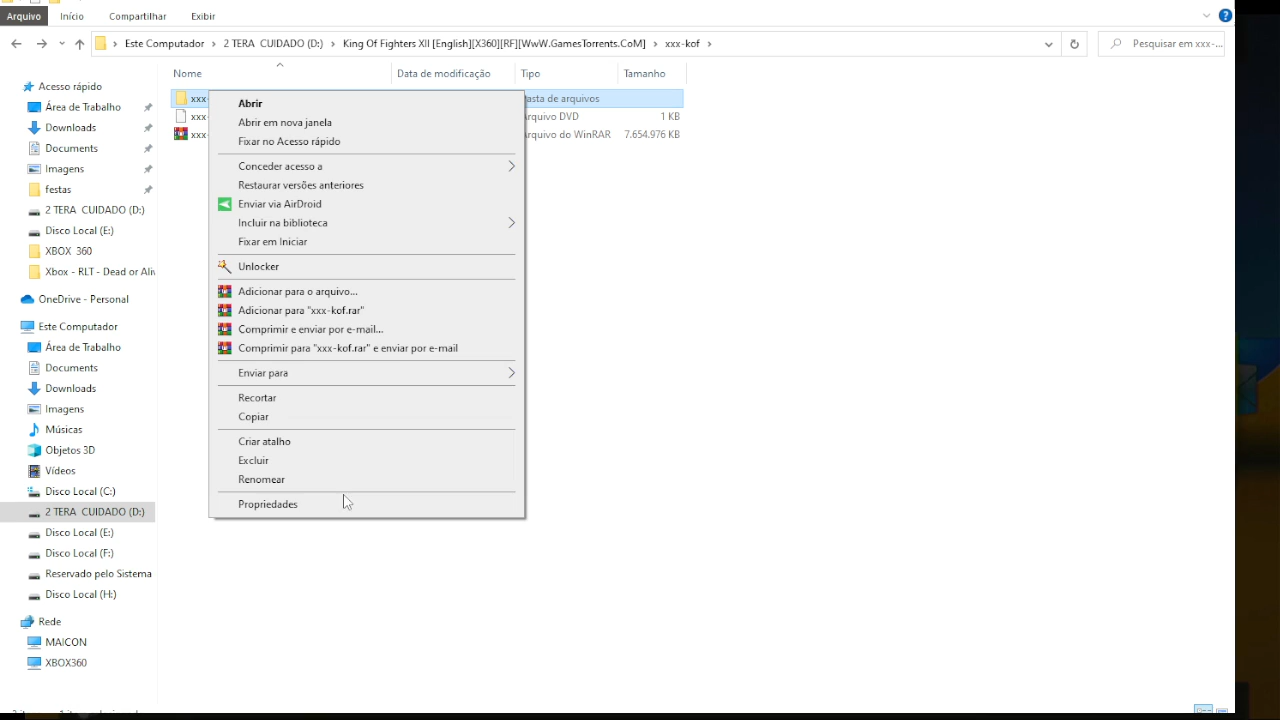 Arquivo Início Compartilhar Exibir
Este Computador 2 TERA CUIDADO (D:) King Of Fighters XII [English][X360][RF][WwW.GamesTorrents.CoM] xxx-kof Pesquisar em xxx-...
Nome Data de modificação Tipo Tamanho
Acesso rápido
Área de Trabalho
Downloads
Documents
Imagens
festas
2 TERA CUIDADO (D:)
Disco Local (E:)
XBOX 360
Xbox - RLT - Dead or Aliv
OneDrive - Personal
Este Computador
Área de Trabalho
Documents
Downloads
Imagens
Músicas
Objetos 3D
Vídeos
Disco Local (C:)
2 TERA CUIDADO (D:)
Disco Local (E:)
Disco Local (F:)
Reservado pelo Sistema
Disco Local (H:)
Rede
MAICON
XBOX360
xxx- asta de arquivos
xxx- rquivo DVD 1 KB
xxx- rquivo do WinRAR 7.654.976 KB
Abrir
Abrir em nova janela
Fixar no Acesso rápido
Conceder acesso a
Restaurar versões anteriores
Enviar via AirDroid
Incluir na biblioteca
Fixar em Iniciar
Unlocker
Adicionar para o arquivo...
Adicionar para "xxx-kof.rar"
Comprimir e enviar por e-mail...
Comprimir para "xxx-kof.rar" e enviar por e-mail
Enviar para
Recortar
Copiar
Criar atalho
Excluir
Renomear
Propriedades